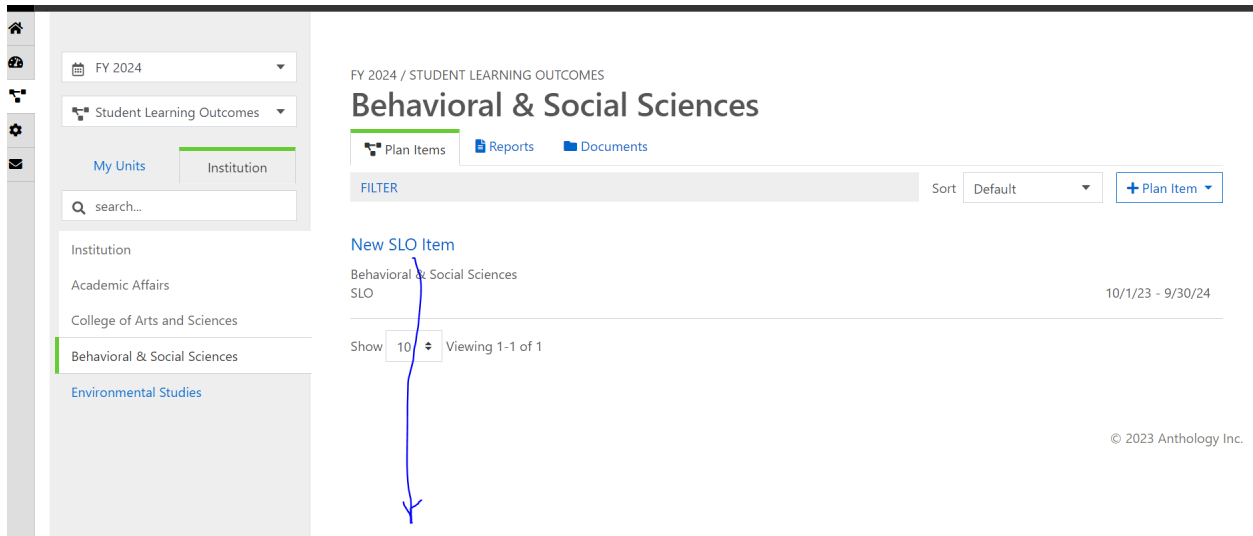 FY 2024
Student Learning Outcomes
My Units Institution
search...
Institution
Academic Affairs
College of Arts and Sciences
Behavioral & Social Sciences
Environmental Studies
FY 2024 / STUDENT LEARNING OUTCOMES
Behavioral & Social Sciences
Plan Items Reports Documents
FILTER Sort Default + Plan Item
New SLO Item
Behavioral & Social Sciences
SLO 10/1/23 - 9/30/24
Show 10 Viewing 1-1 of 1
© 2023 Anthology Inc.